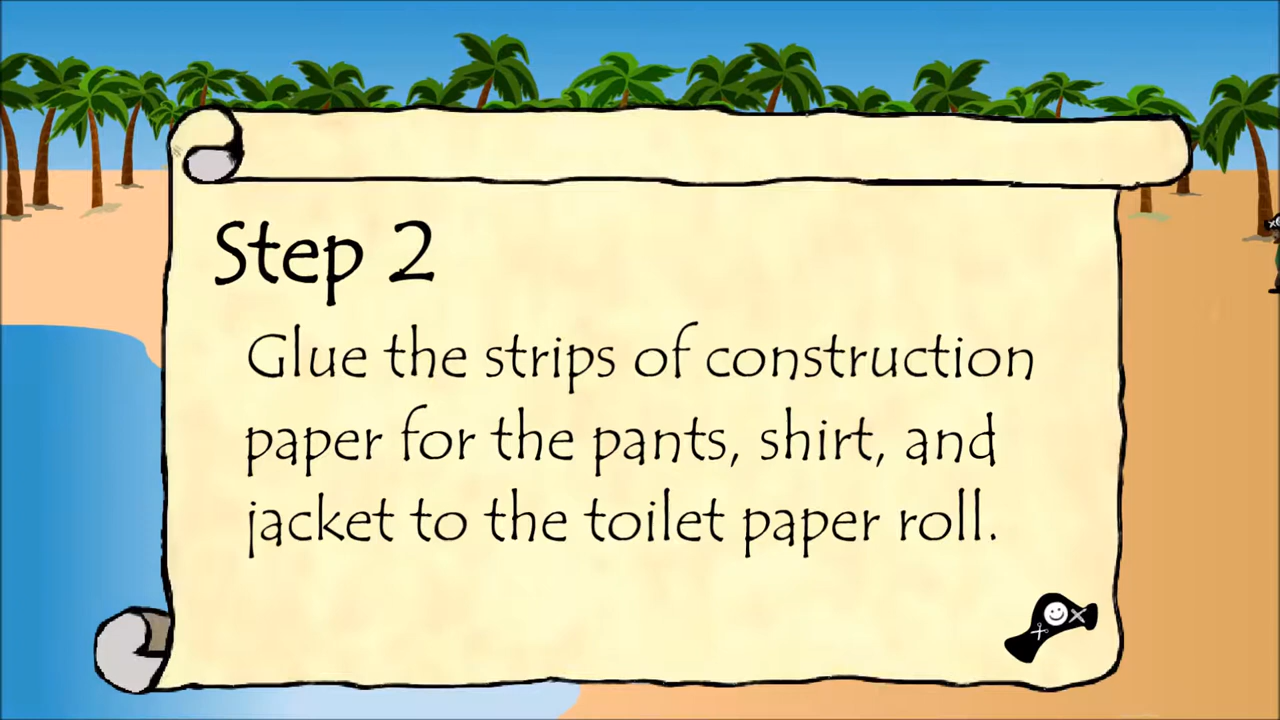 Step 2
Glue the strips of construction
paper for the pants, shirt, and
jacket to the toilet paper roll.